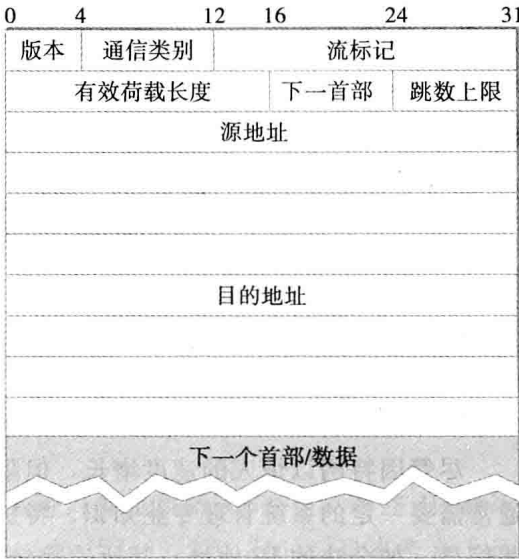 0 4 12 16 24 31
版本 通信类别 流标记
有效荷载长度 下一首部 跳数上限
源地址
目的地址
下一个首部/数据